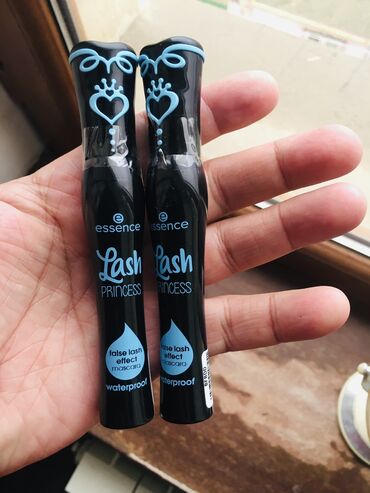 essence
Lash
PRINCESS
false lash
effect
mascara
waterproof
essence
Lash
PRINCESS
false lash
effect
mascara
waterproof